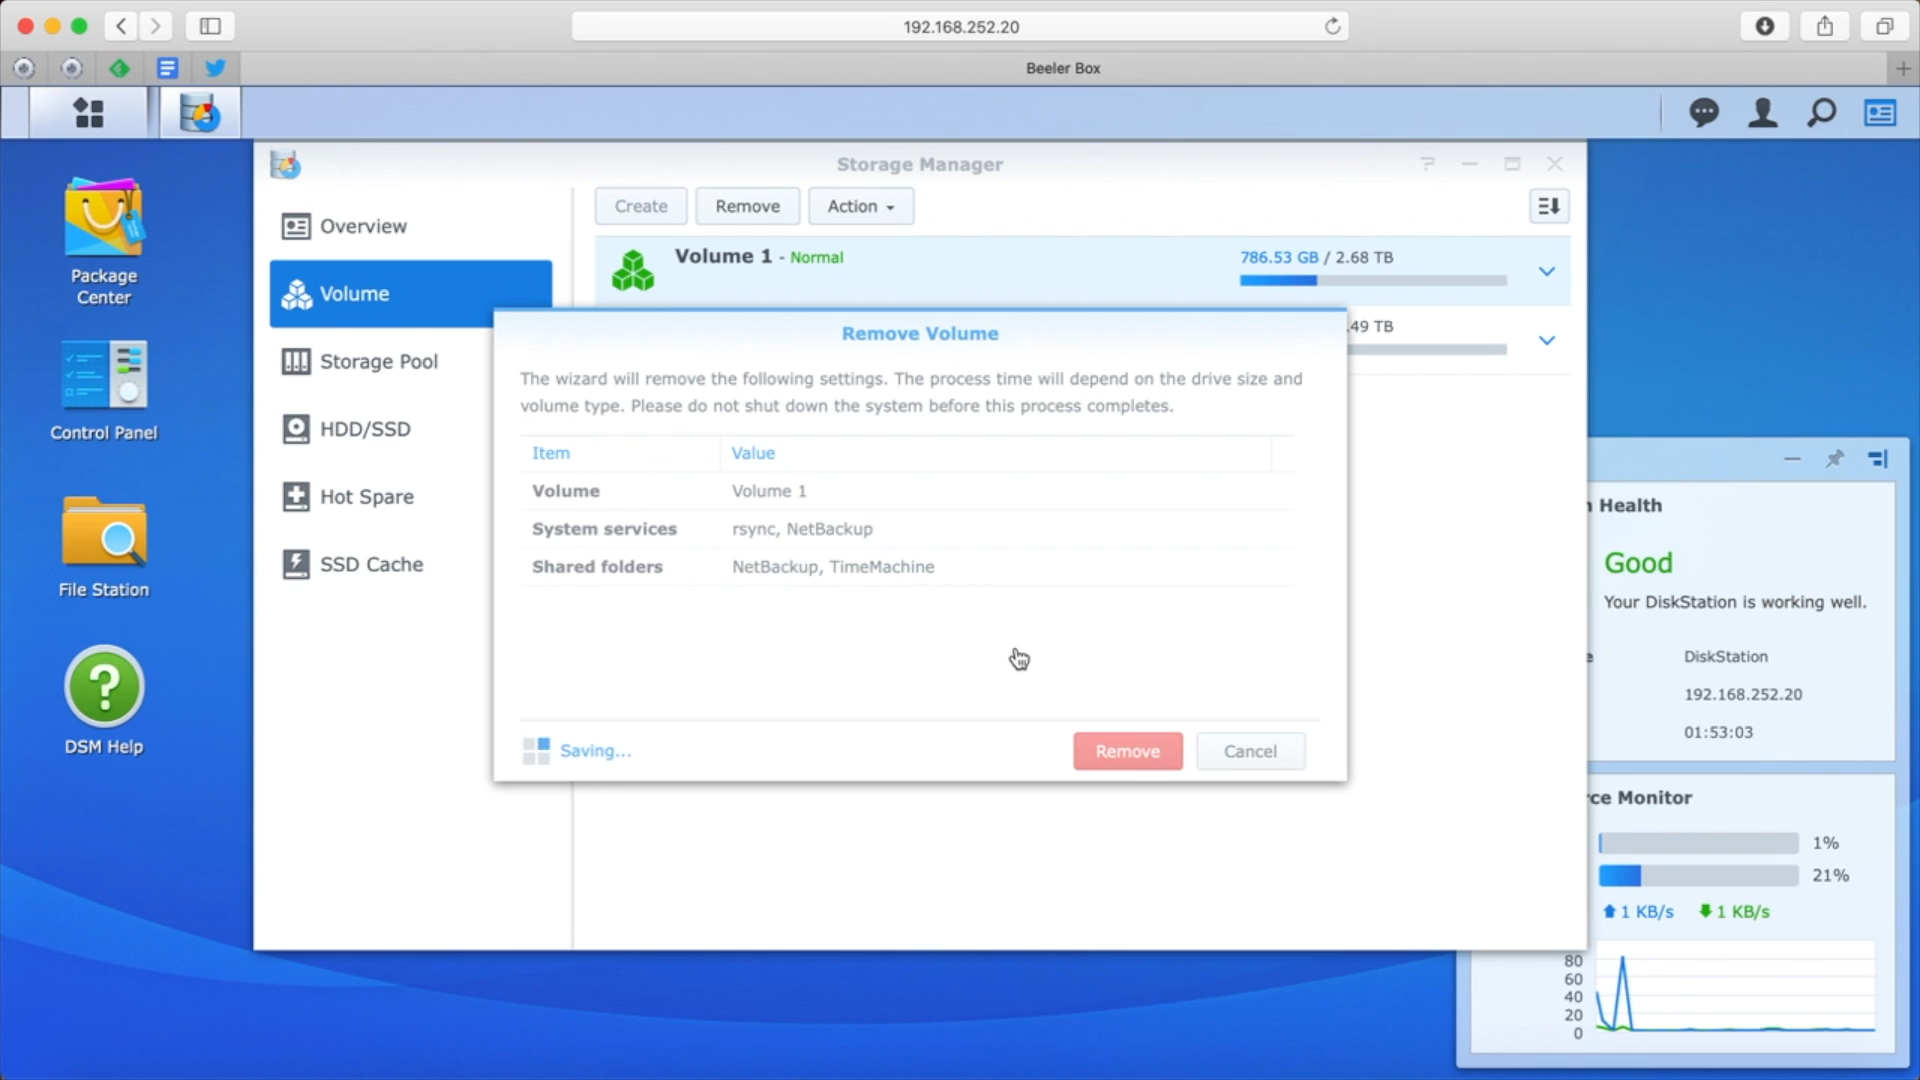 192.168.252.20
Beeler Box
Storage Manager
Package
Center
Control Panel
File Station
DSM Help
Overview
Volume
Storage Pool
HDD/SSD
Hot Spare
SSD Cache
Create
Remove
Action
Volume 1 - Normal
786.53 GB / 2.68 TB
.49 TB
Remove Volume
The wizard will remove the following settings. The process time will depend on the drive size and
volume type. Please do not shut down the system before this process completes.
Item Value
Volume Volume 1
System services rsync, NetBackup
Shared folders NetBackup, TimeMachine
Saving...
Remove
Cancel
Health
Good
Your DiskStation is working well.
DiskStation
192.168.252.20
01:53:03
rce Monitor
1%
21%
1 KB/s 1 KB/s
80
60
40
20
0